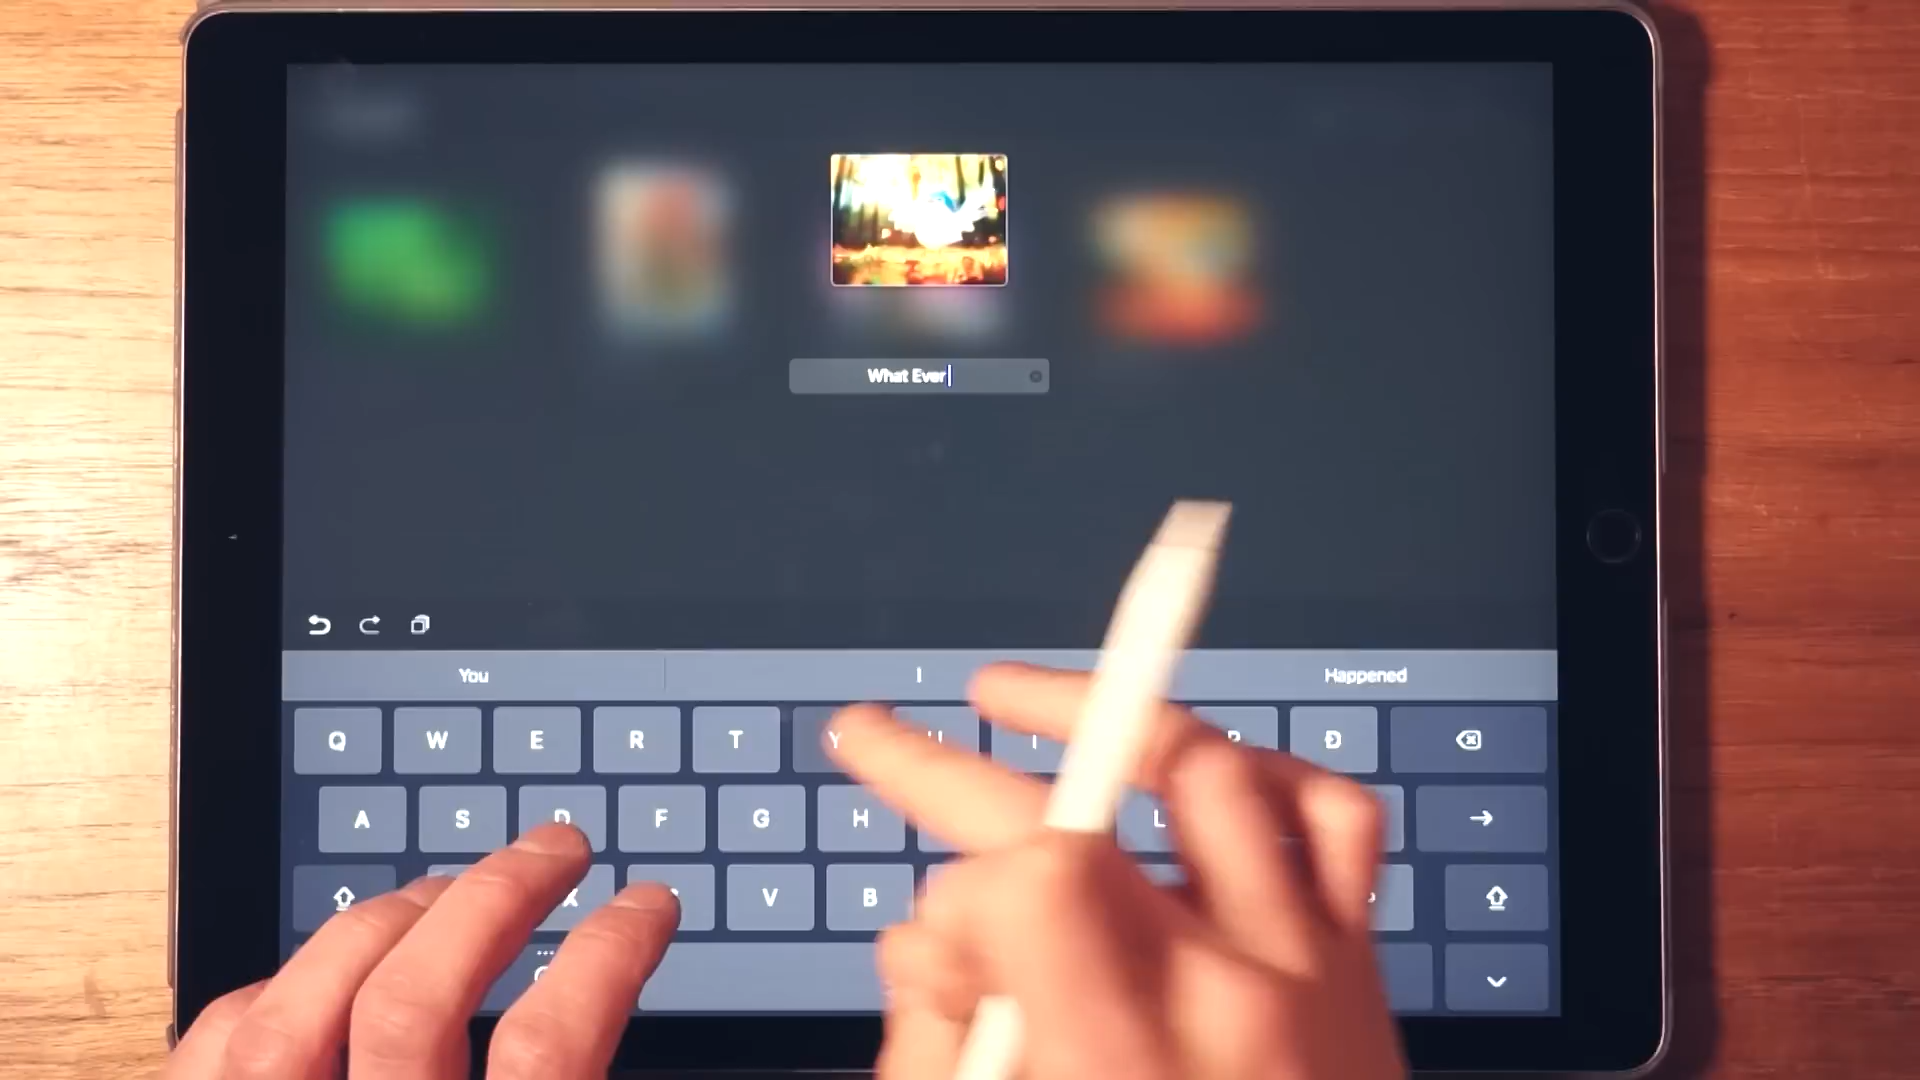 What Ever
You I Happened
Q W E R T Y U I P Đ
A S D F G H L
X V B